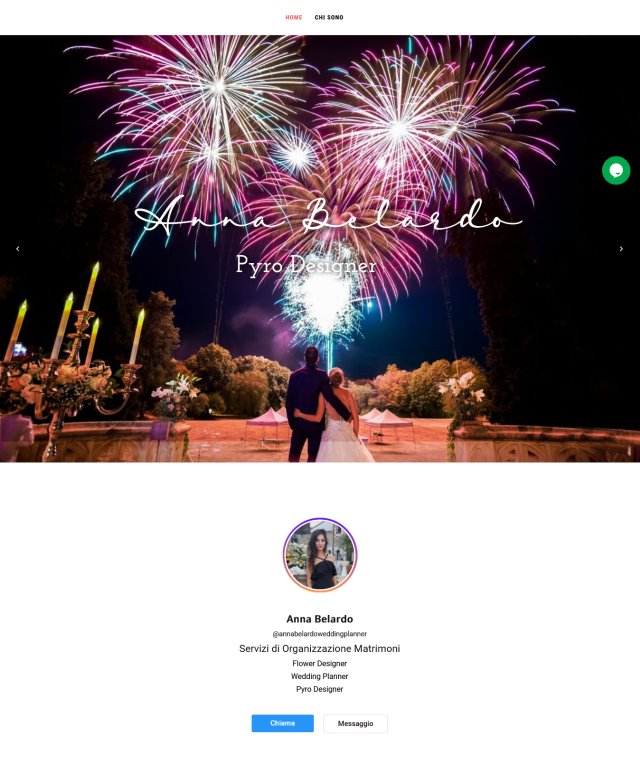 HOME CHI SONO
Anna Belardo
Pyro Designer
Anna Belardo
@annabelardoweddingplanner
Servizi di Organizzazione Matrimoni
Flower Designer
Wedding Planner
Pyro Designer
Chiama Messaggio